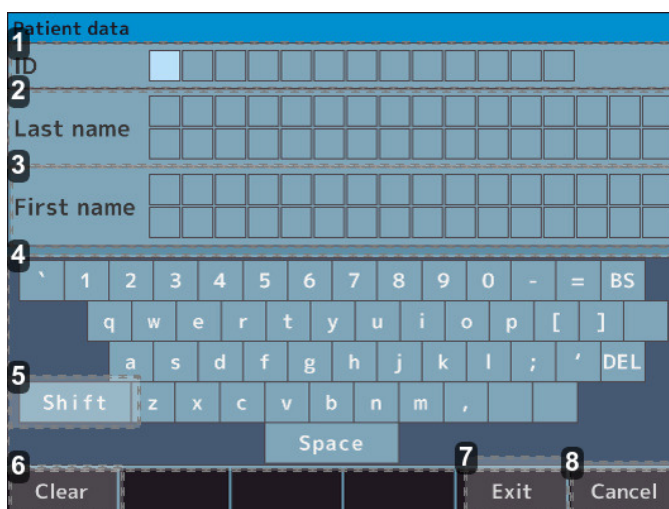 Patient data
1
ID
2
Last name
3
First name
4
` 1 2 3 4 5 6 7 8 9 0 - = BS
q w e r t y u i o p [ ]
a s d f g h j k l ; ' DEL
5
Shift z x c v b n m ,
Space
6 7 8
Clear Exit Cancel